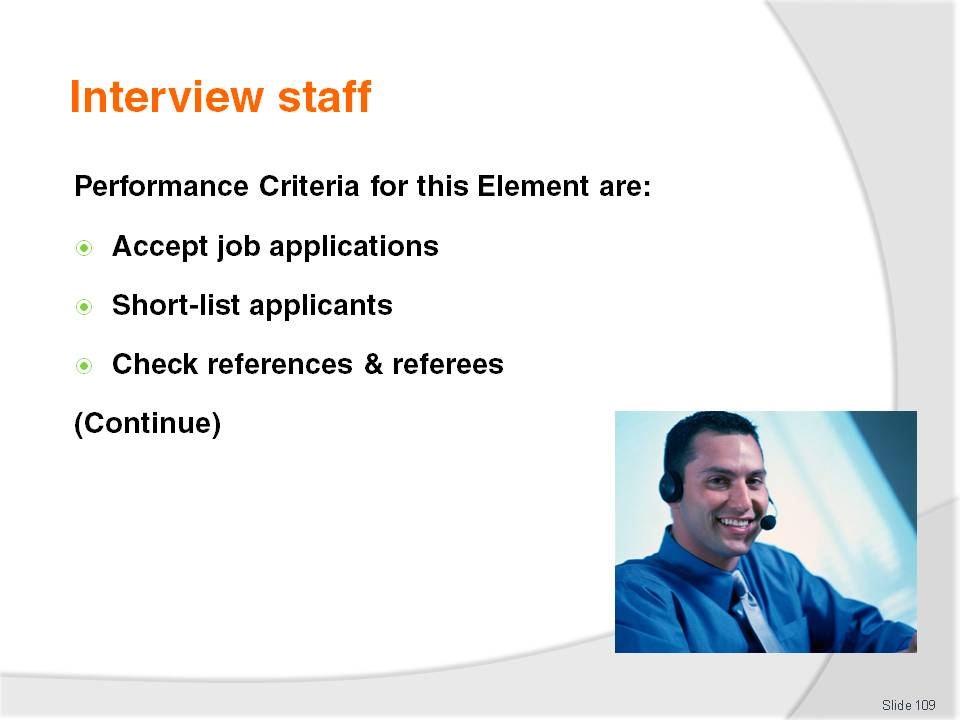 Interview staff
Performance Criteria for this Element are:
Accept job applications
Short-list applicants
Check references & referees
(Continue)
Slide 109